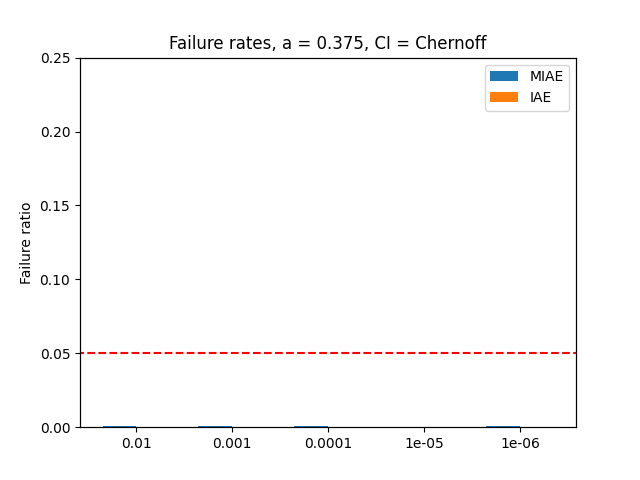 Failure rates, a = 0.375, CI = Chernoff
0.25
0.20
0.15
0.10
0.05
0.00
Failure ratio
MIAE
IAE
0.01
0.001
0.0001
1e-05
1e-06